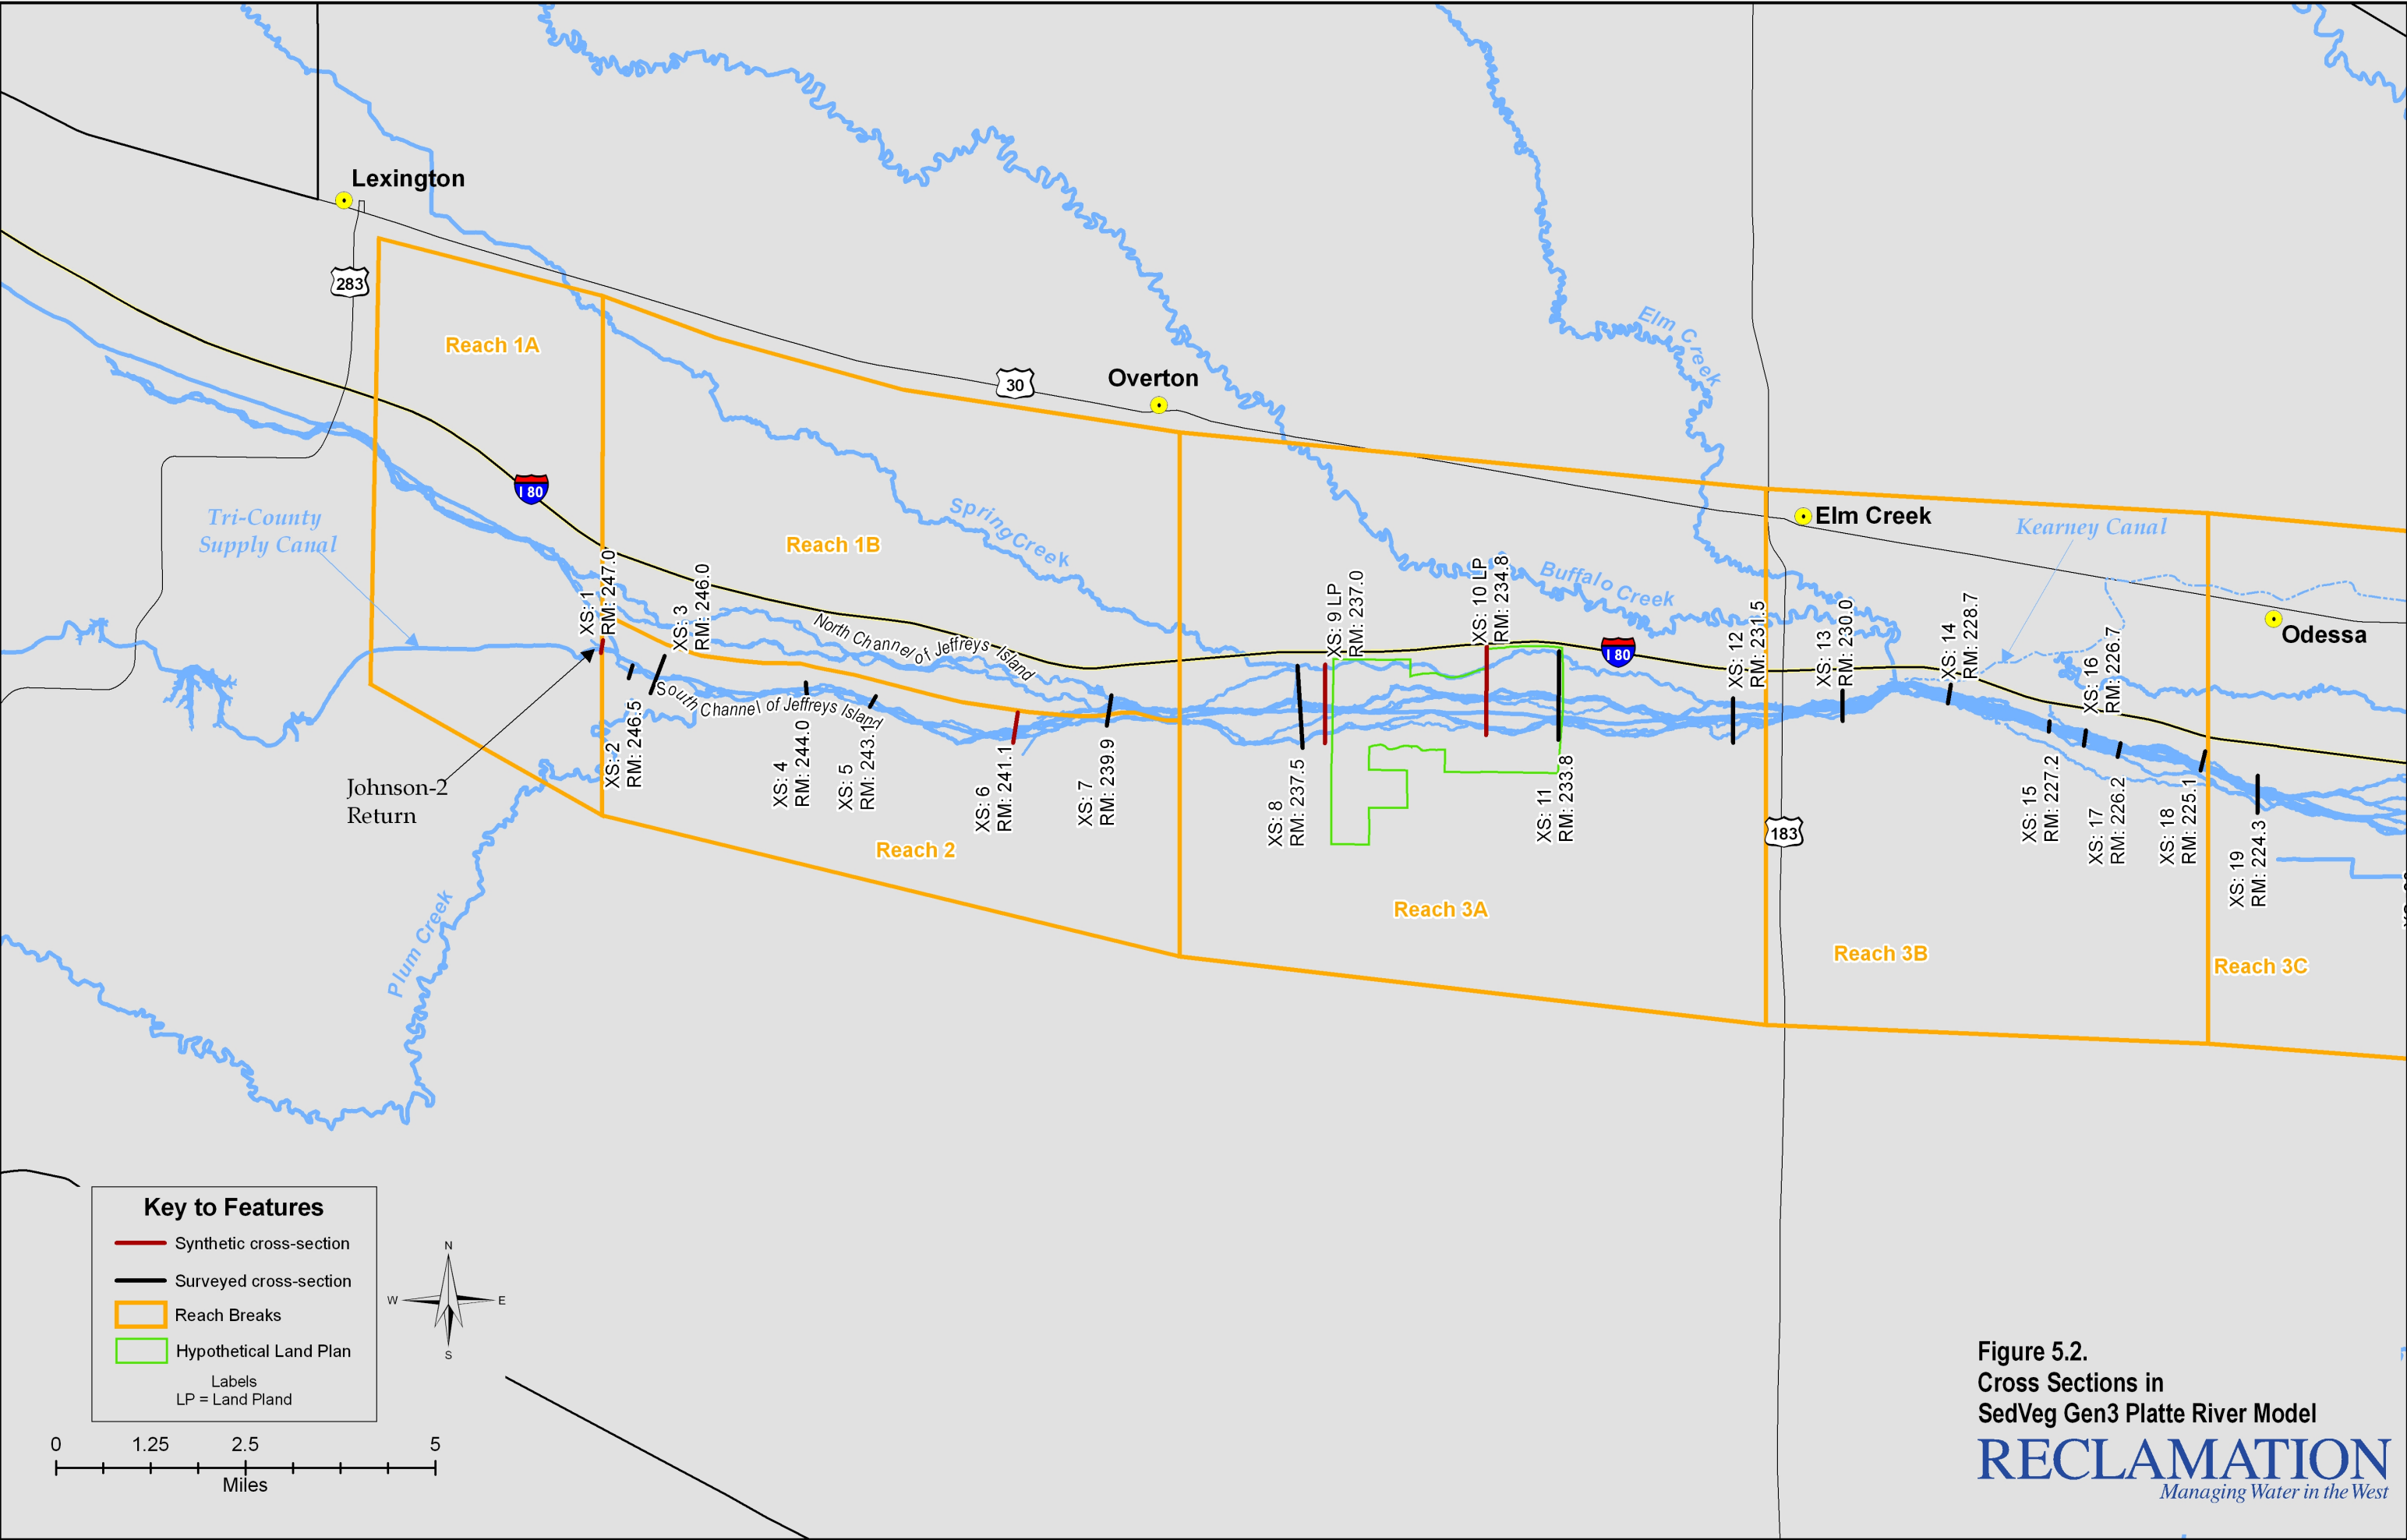 Lexington
283
Reach 1A
30
Overton
Elm Creek
I 80
Tri-County
Supply Canal
Reach 1B
Spring Creek
Buffalo Creek
Elm Creek
Kearney Canal
Odessa
XS: 1
RM: 247.0
XS: 3
RM: 246.0
North Channel of Jeffreys Island
South Channel of Jeffreys Island
XS: 9 LP
RM: 237.0
XS: 10 LP
RM: 234.8
I 80
XS: 12
RM: 231.5
XS: 13
RM: 230.0
XS: 14
RM: 228.7
XS: 16
RM: 226.7
Johnson-2
Return
XS: 2
RM: 246.5
XS: 4
RM: 244.0
XS: 5
RM: 243.1
XS: 6
RM: 241.1
XS: 7
RM: 239.9
XS: 8
RM: 237.5
XS: 11
RM: 233.8
183
XS: 15
RM: 227.2
XS: 17
RM: 226.2
XS: 18
RM: 225.1
XS: 19
RM: 224.3
Reach 2
Reach 3A
Reach 3B
Reach 3C
Plum Creek
Key to Features
Synthetic cross-section
Surveyed cross-section
Reach Breaks
Hypothetical Land Plan
Labels
LP = Land Pland
N
W
E
S
0 1.25 2.5 5
Miles
Figure 5.2.
Cross Sections in
SedVeg Gen3 Platte River Model
RECLAMATION
Managing Water in the West